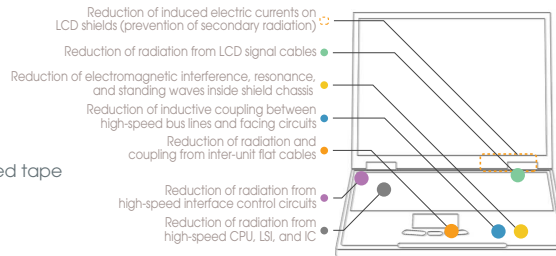 Reduction of induced electric currents on
LCD shields (prevention of secondary radiation)
Reduction of radiation from LCD signal cables
Reduction of electromagnetic interference, resonance,
and standing waves inside shield chassis
Reduction of inductive coupling between
high-speed bus lines and facing circuits
Reduction of radiation and
coupling from inter-unit flat cables
ed tape
Reduction of radiation from
high-speed interface control circuits
Reduction of radiation from
high-speed CPU, LSI, and IC